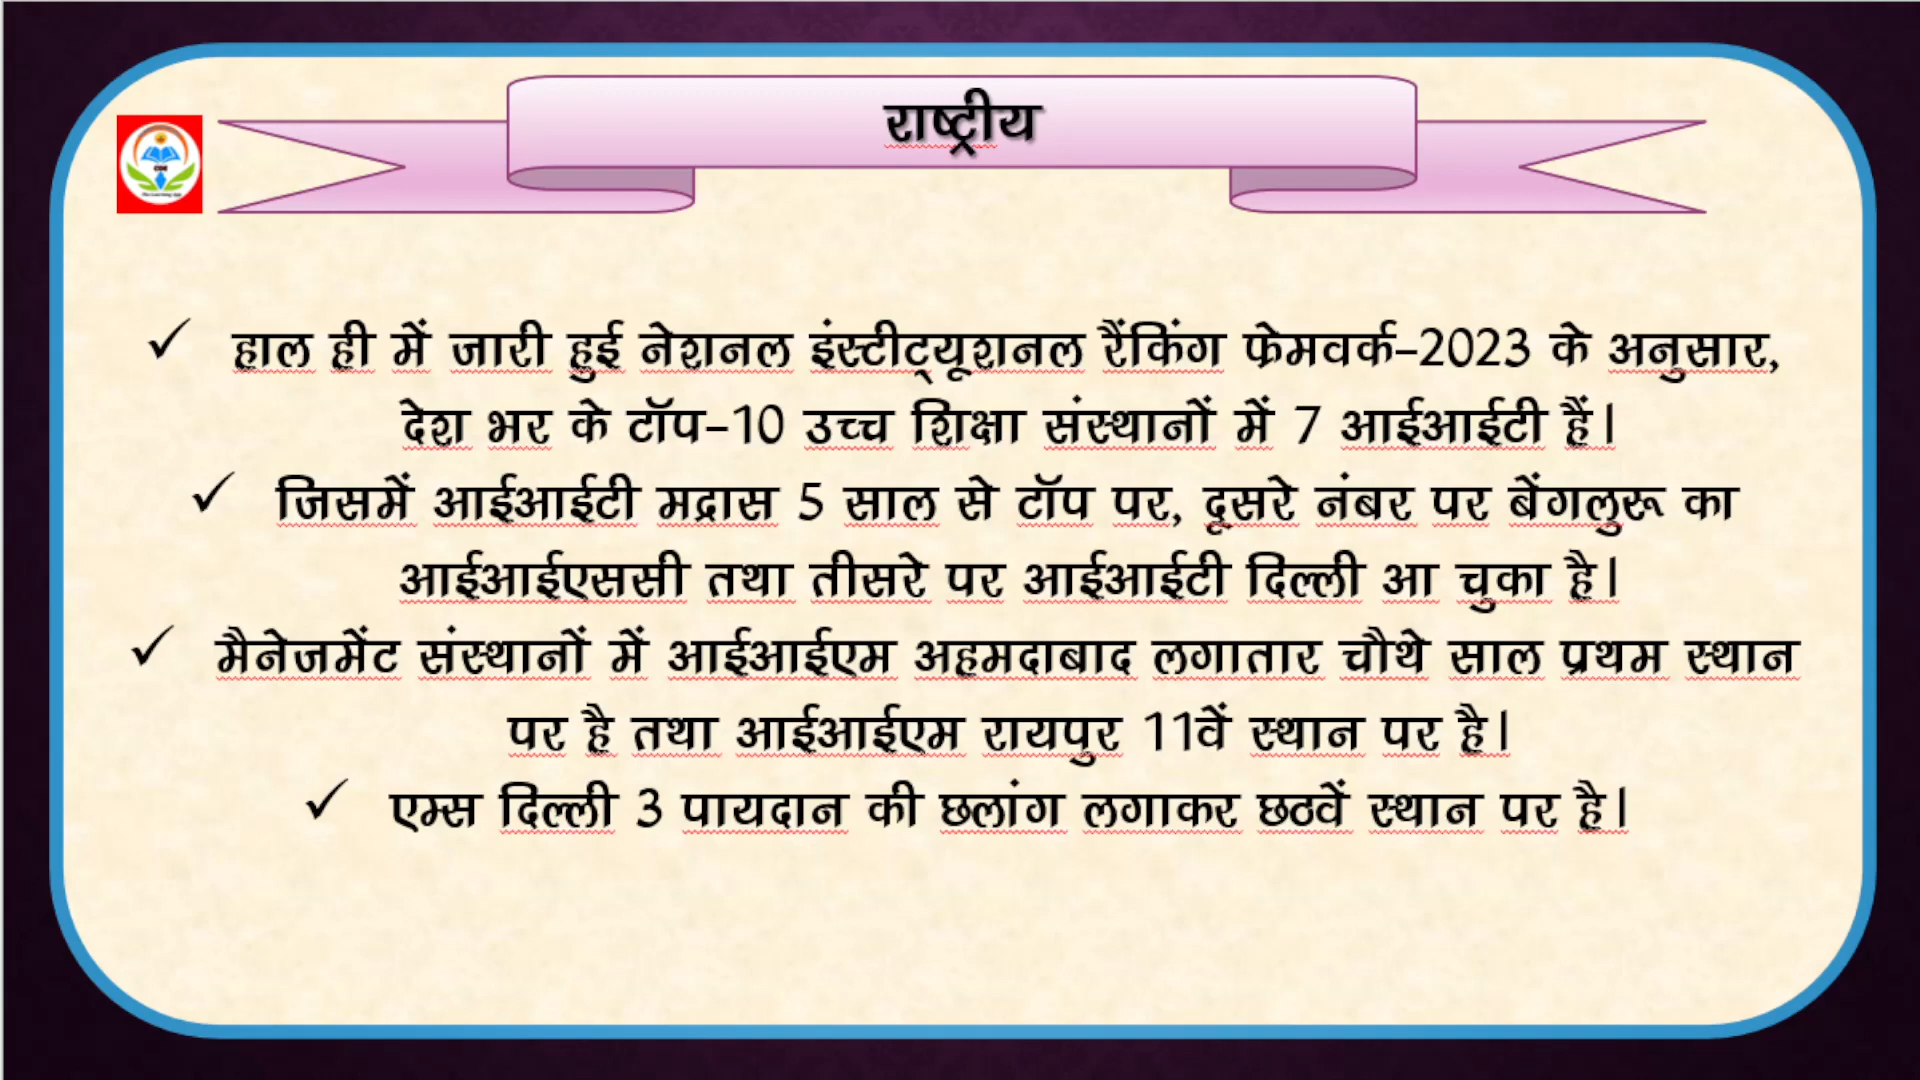 राष्ट्रीय
✓ हाल ही में जारी हुई नेशनल इंस्टीट्यूशनल रैंकिंग फ्रेमवर्क-2023 के अनुसार,
देश भर के टॉप-10 उच्च शिक्षा संस्थानों में 7 आईआईटी हैं।
✓ जिसमें आईआईटी मद्रास 5 साल से टॉप पर, दूसरे नंबर पर बेंगलुरू का
आईआईएससी तथा तीसरे पर आईआईटी दिल्ली आ चुका है।
✓ मैनेजमेंट संस्थानों में आईआईएम अहमदाबाद लगातार चौथे साल प्रथम स्थान
पर है तथा आईआईएम रायपुर 11वें स्थान पर है।
✓ एम्स दिल्ली 3 पायदान की छलांग लगाकर छठवें स्थान पर है।